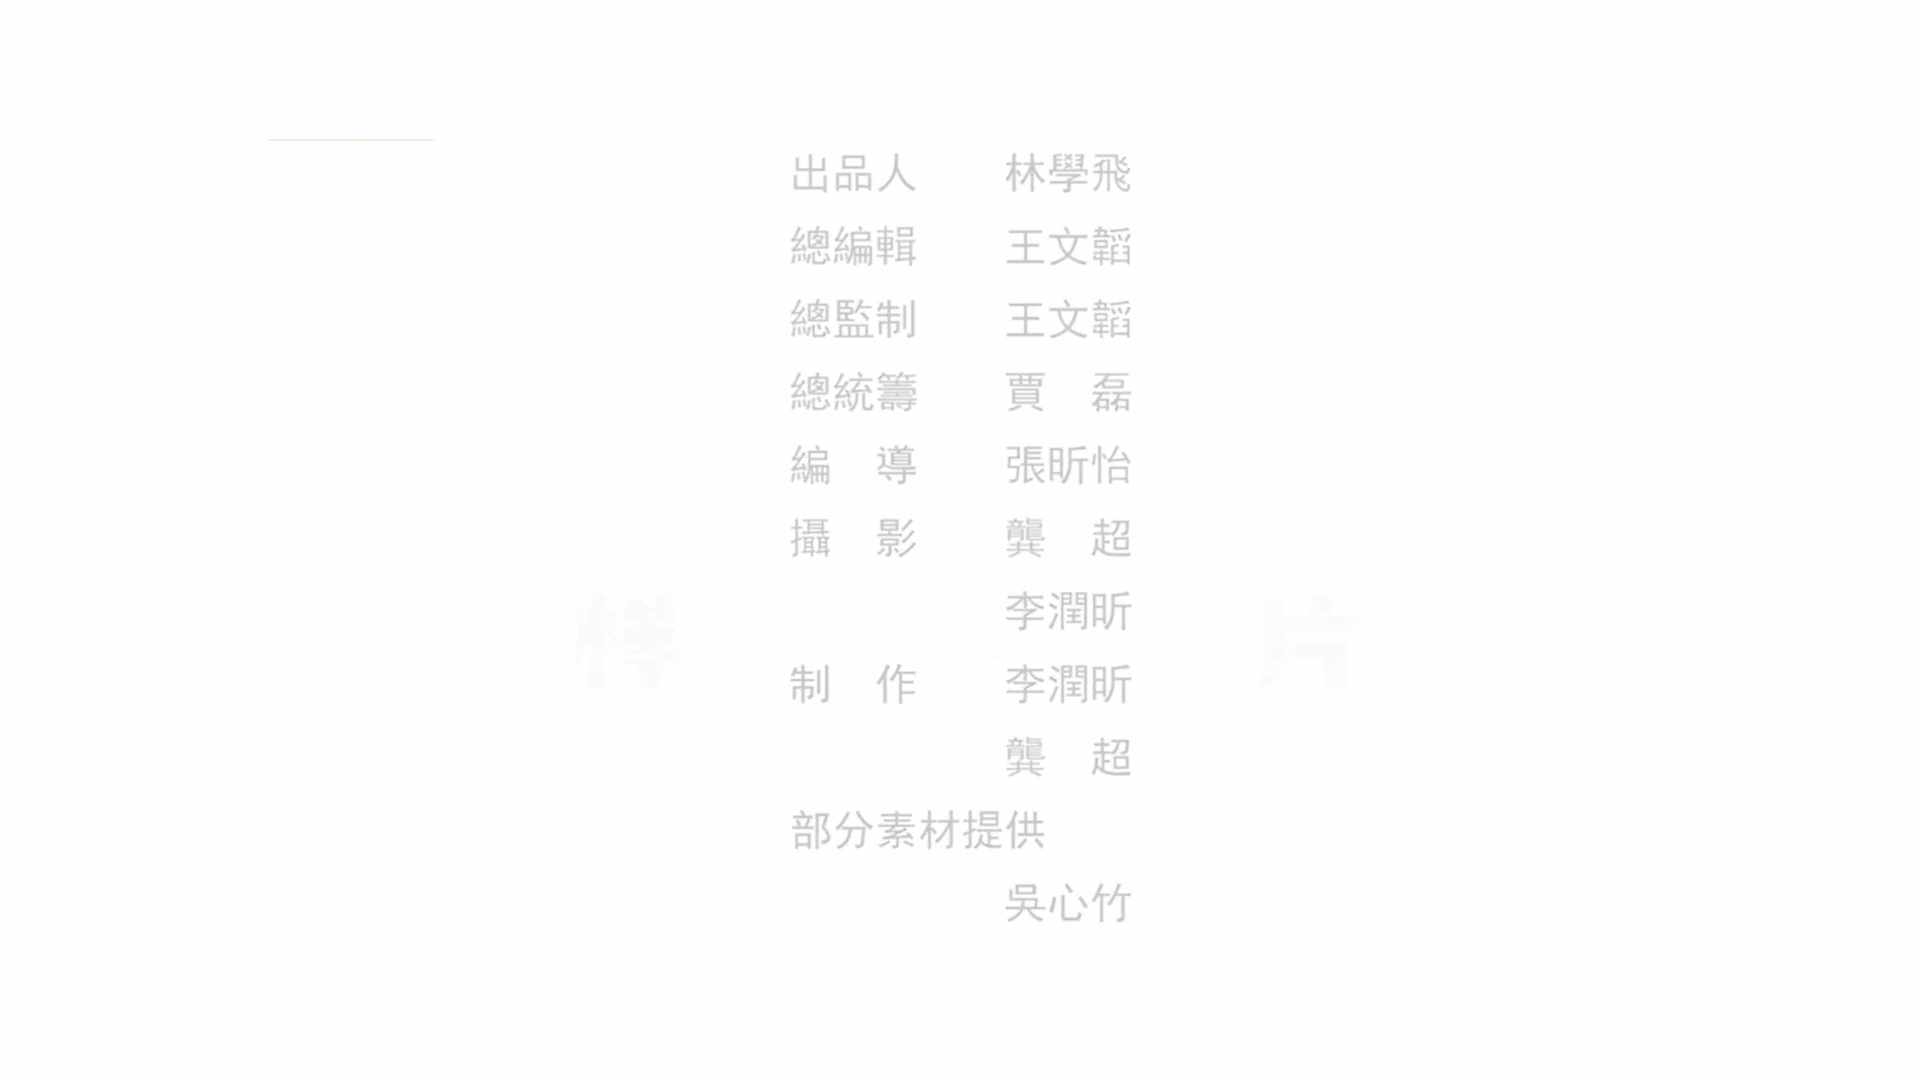 出品人　　林學飛
總編輯　　王文韜
總監制　　王文韜
總統籌　　賈　磊
編　導　　張昕怡
攝　影　　龔　超
李潤昕
制　作　　李潤昕
龔　超
部分素材提供
吳心竹
样　片